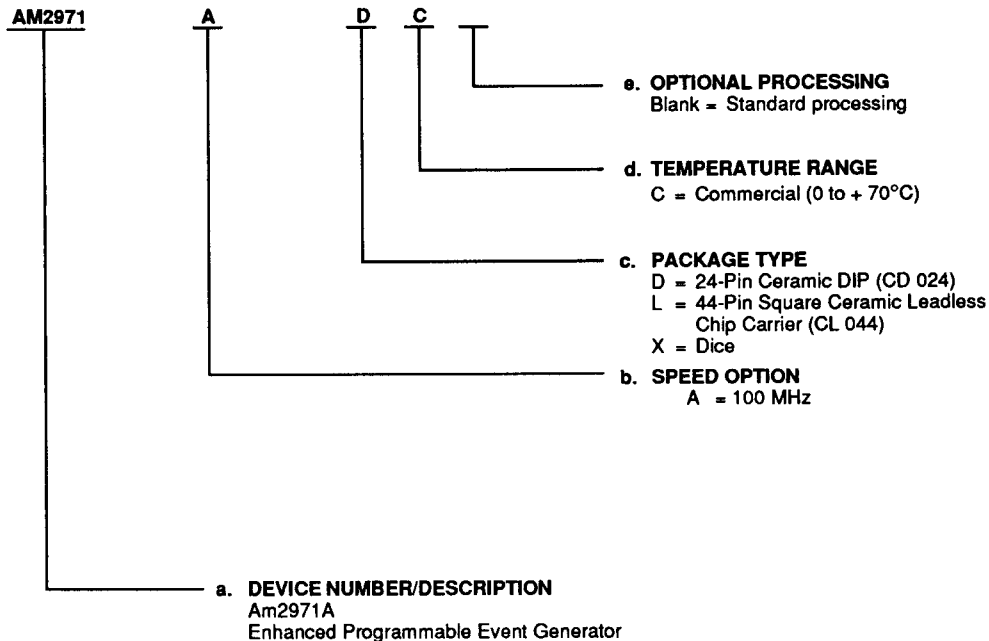 AM2971 A D C
e. OPTIONAL PROCESSING
Blank = Standard processing
d. TEMPERATURE RANGE
C = Commercial (0 to + 70°C)
c. PACKAGE TYPE
D = 24-Pin Ceramic DIP (CD 024)
L = 44-Pin Square Ceramic Leadless
Chip Carrier (CL 044)
X = Dice
b. SPEED OPTION
A = 100 MHz
a. DEVICE NUMBER/DESCRIPTION
Am2971A
Enhanced Programmable Event Generator